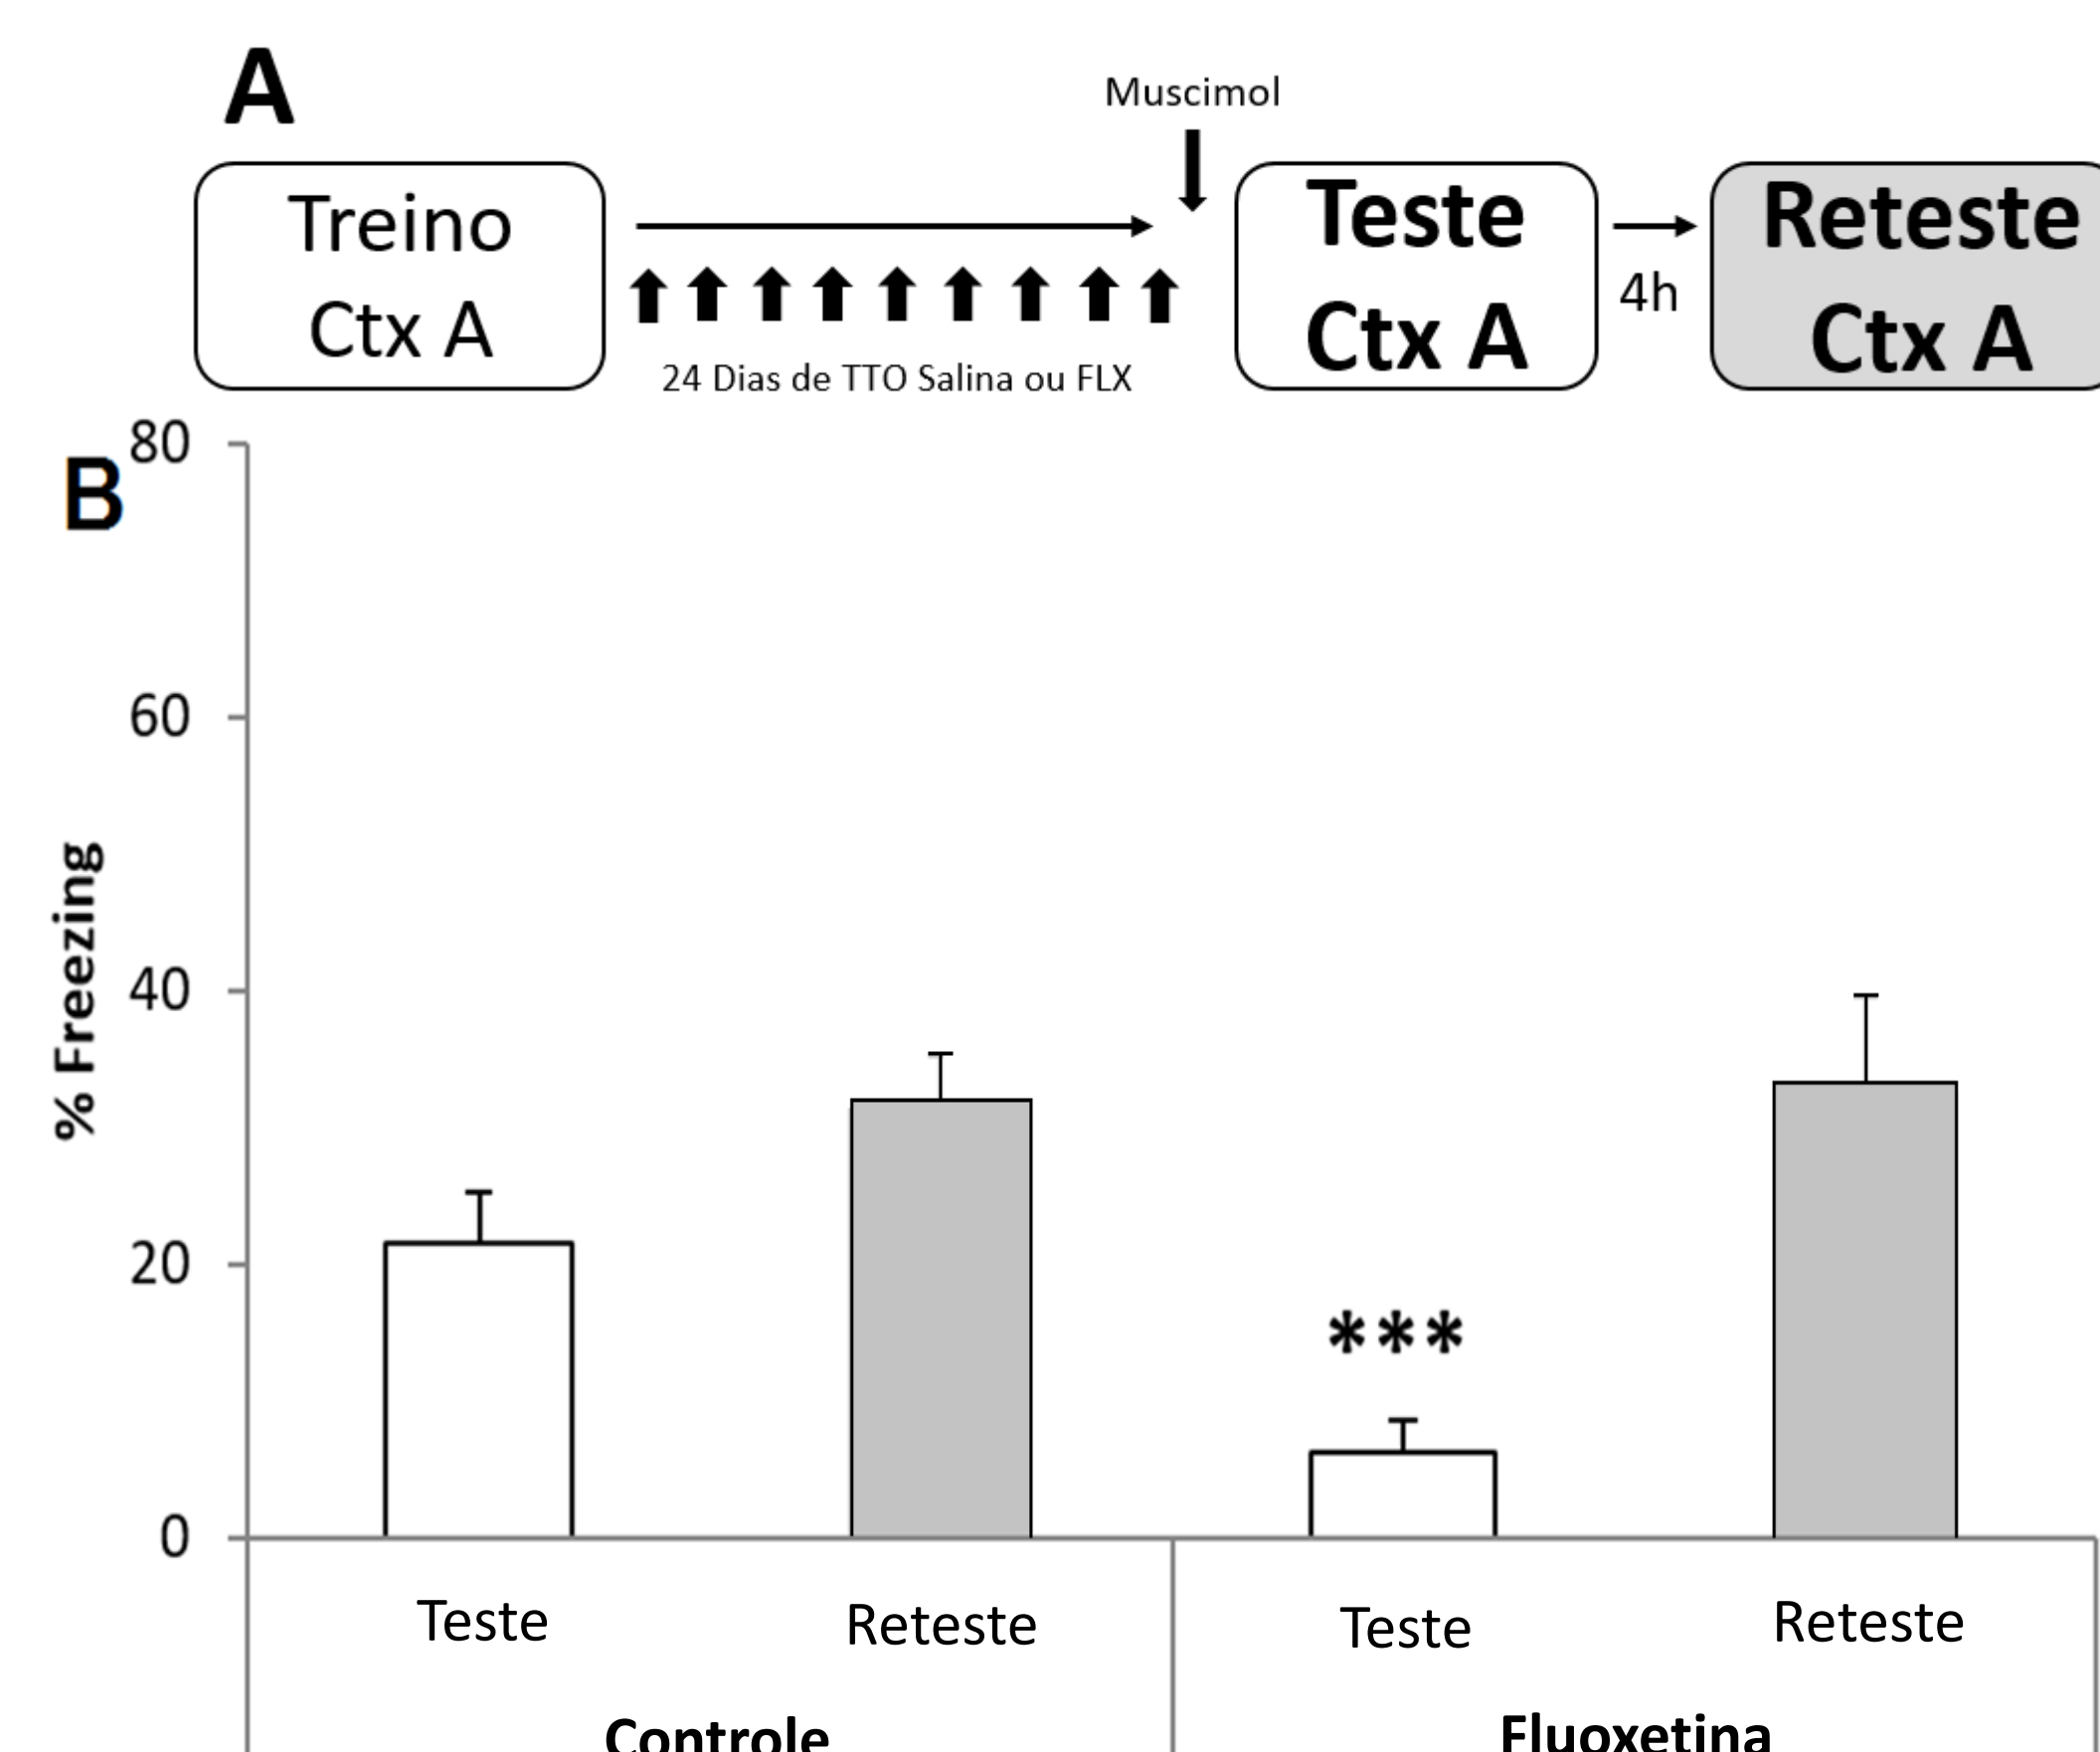 A
Muscimol
Treino
Ctx A
24 Dias de TTO Salina ou FLX
Teste
Ctx A
4h
Reteste
Ctx A
B
80
60
40
20
0
% Freezing
***
Teste
Reteste
Teste
Reteste
Controle
Fluoxetina